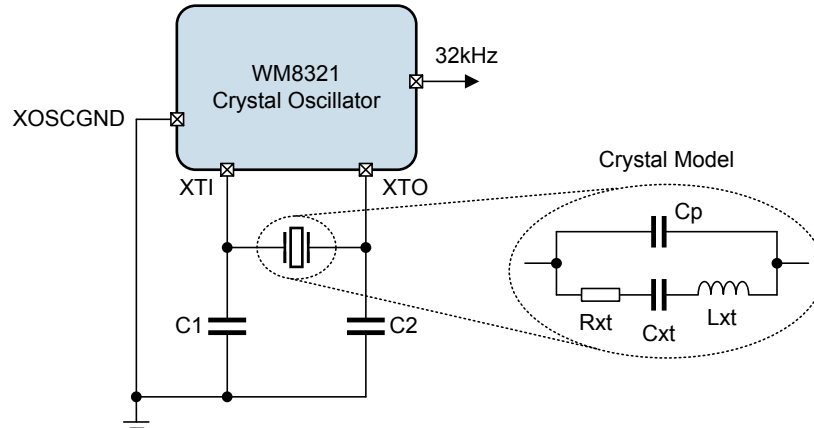 WM8321
Crystal Oscillator
32kHz
XOSCGND
XTI
XTO
Crystal Model
Cp
Rxt
Cxt
Lxt
C1
C2